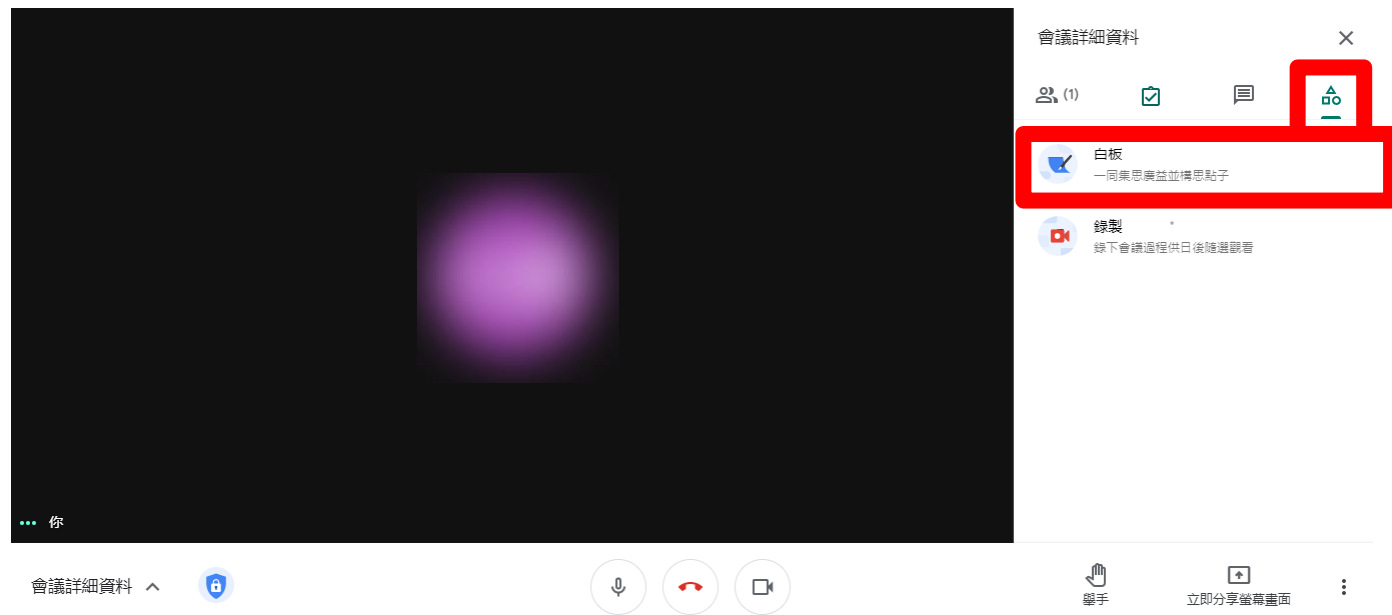 會議詳細資料
(1)
白板
一同集思廣益並構思點子
錄製
錄下會議過程供日後隨選觀看
你
會議詳細資料
舉手
立即分享螢幕畫面